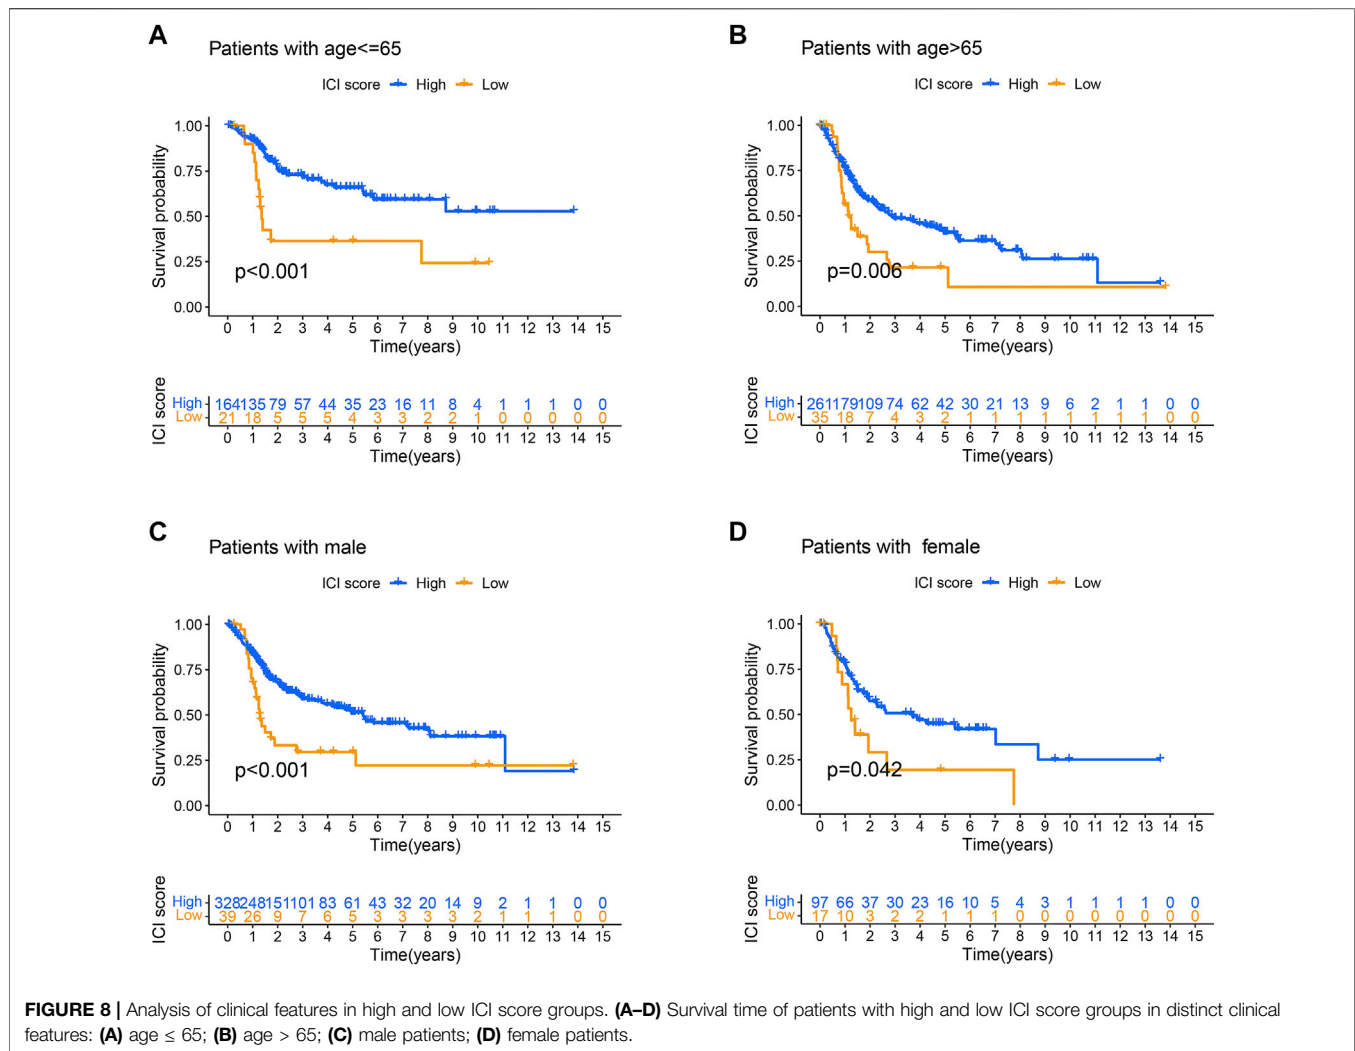 A
Patients with age<=65
ICI score High Low
Survival probability
1.00
0.75
0.50
0.25
0.00
p<0.001
0 1 2 3 4 5 6 7 8 9 10 11 12 13 14 15
Time(years)
ICI score
High 164 135 79 57 44 35 23 16 11 8 4 1 1 1 0 0
Low 21 18 5 5 5 4 3 3 2 2 1 0 0 0 0 0
0 1 2 3 4 5 6 7 8 9 10 11 12 13 14 15
Time(years)
B
Patients with age>65
ICI score High Low
Survival probability
1.00
0.75
0.50
0.25
0.00
p=0.006
0 1 2 3 4 5 6 7 8 9 10 11 12 13 14 15
Time(years)
ICI score
High 261 179 109 74 62 42 30 21 13 9 6 2 1 1 0 0
Low 35 18 7 4 3 2 1 1 1 1 1 1 1 1 0 0
0 1 2 3 4 5 6 7 8 9 10 11 12 13 14 15
Time(years)
C
Patients with male
ICI score High Low
Survival probability
1.00
0.75
0.50
0.25
0.00
p<0.001
0 1 2 3 4 5 6 7 8 9 10 11 12 13 14 15
Time(years)
ICI score
High 328 248 151 101 83 61 43 32 20 14 9 2 1 1 0 0
Low 39 26 9 7 6 5 3 3 3 3 2 1 1 1 0 0
0 1 2 3 4 5 6 7 8 9 10 11 12 13 14 15
Time(years)
D
Patients with female
ICI score High Low
Survival probability
1.00
0.75
0.50
0.25
0.00
p=0.042
0 1 2 3 4 5 6 7 8 9 10 11 12 13 14 15
Time(years)
ICI score
High 97 66 37 30 23 16 10 5 4 3 1 1 1 1 0 0
Low 17 10 3 2 2 1 1 1 0 0 0 0 0 0 0 0
0 1 2 3 4 5 6 7 8 9 10 11 12 13 14 15
Time(years)
FIGURE 8 | Analysis of clinical features in high and low ICI score groups. (A–D) Survival time of patients with high and low ICI score groups in distinct clinical
features: (A) age ≤ 65; (B) age > 65; (C) male patients; (D) female patients.